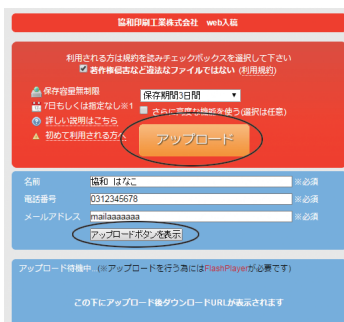 協和印刷工業株式会社 web入稿
利用される方は規約を読みチェックボックスを選択して下さい
著作権侵害など違法なファイルではない (利用規約)
保存容量無制限
保存期間3日間
7日もしくは指定なし※1
さらに高度な機能を使う(選択は任意)
詳しい説明はこちら
初めて利用される方へ
アップロード
名前 協和 はなこ ※必須
電話番号 0312345678 ※必須
メールアドレス mailaaaaaaa ※必須
アップロードボタンを表示
アップロード待機中...(※アップロードを行う為にはFlashPlayerが必要です)
この下にアップロード後ダウンロードURLが表示されます